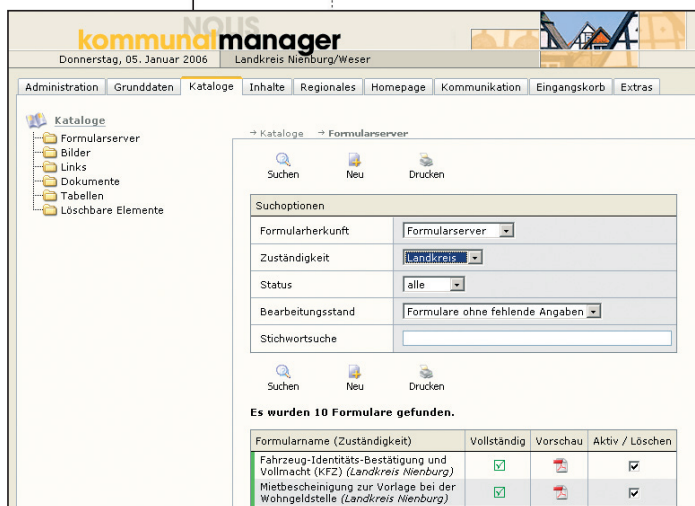 NOLIS
kommunalmanager
Donnerstag, 05. Januar 2006 Landkreis Nienburg/Weser
Administration Grunddaten Kataloge Inhalte Regionales Homepage Kommunikation Eingangskorb Extras
Kataloge
Formularserver
Bilder
Links
Dokumente
Tabellen
Löschbare Elemente
→ Kataloge → Formularserver
Suchen Neu Drucken
Suchoptionen
Formularherkunft Formularserver
Zuständigkeit Landkreis
Status alle
Bearbeitungsstand Formulare ohne fehlende Angaben
Stichwortsuche
Suchen Neu Drucken
Es wurden 10 Formulare gefunden.
Formularname (Zuständigkeit) Vollständig Vorschau Aktiv / Löschen
Fahrzeug-Identitäts-Bestätigung und
Vollmacht (KFZ) (Landkreis Nienburg)
Mietbescheinigung zur Vorlage bei der
Wohngeldstelle (Landkreis Nienburg)